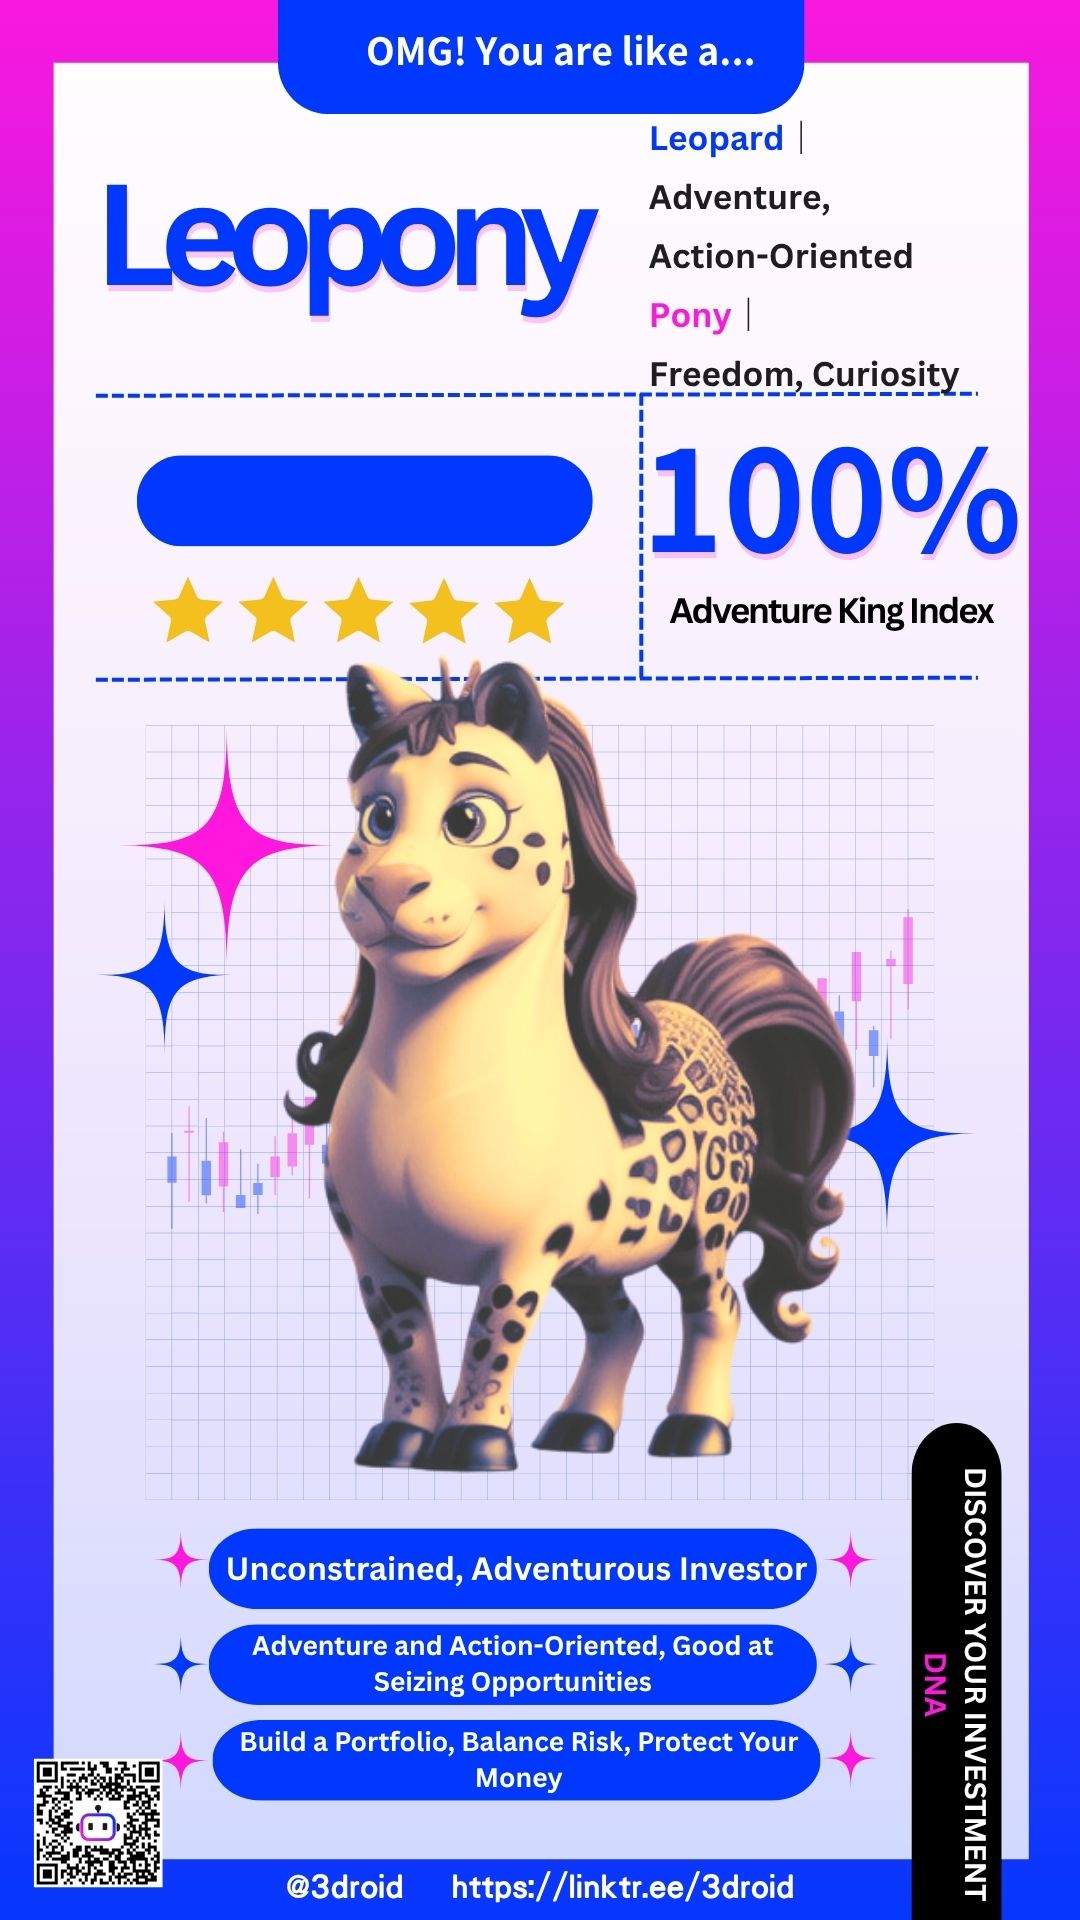 OMG! You are like a...
Leopony
Leopard |
Adventure,
Action-Oriented
Pony |
Freedom, Curiosity
100%
Adventure King Index
Unconstrained, Adventurous Investor
Adventure and Action-Oriented, Good at
Seizing Opportunities
Build a Portfolio, Balance Risk, Protect Your
Money
DISCOVER YOUR INVESTMENT
DNA
@3droid https://linktr.ee/3droid